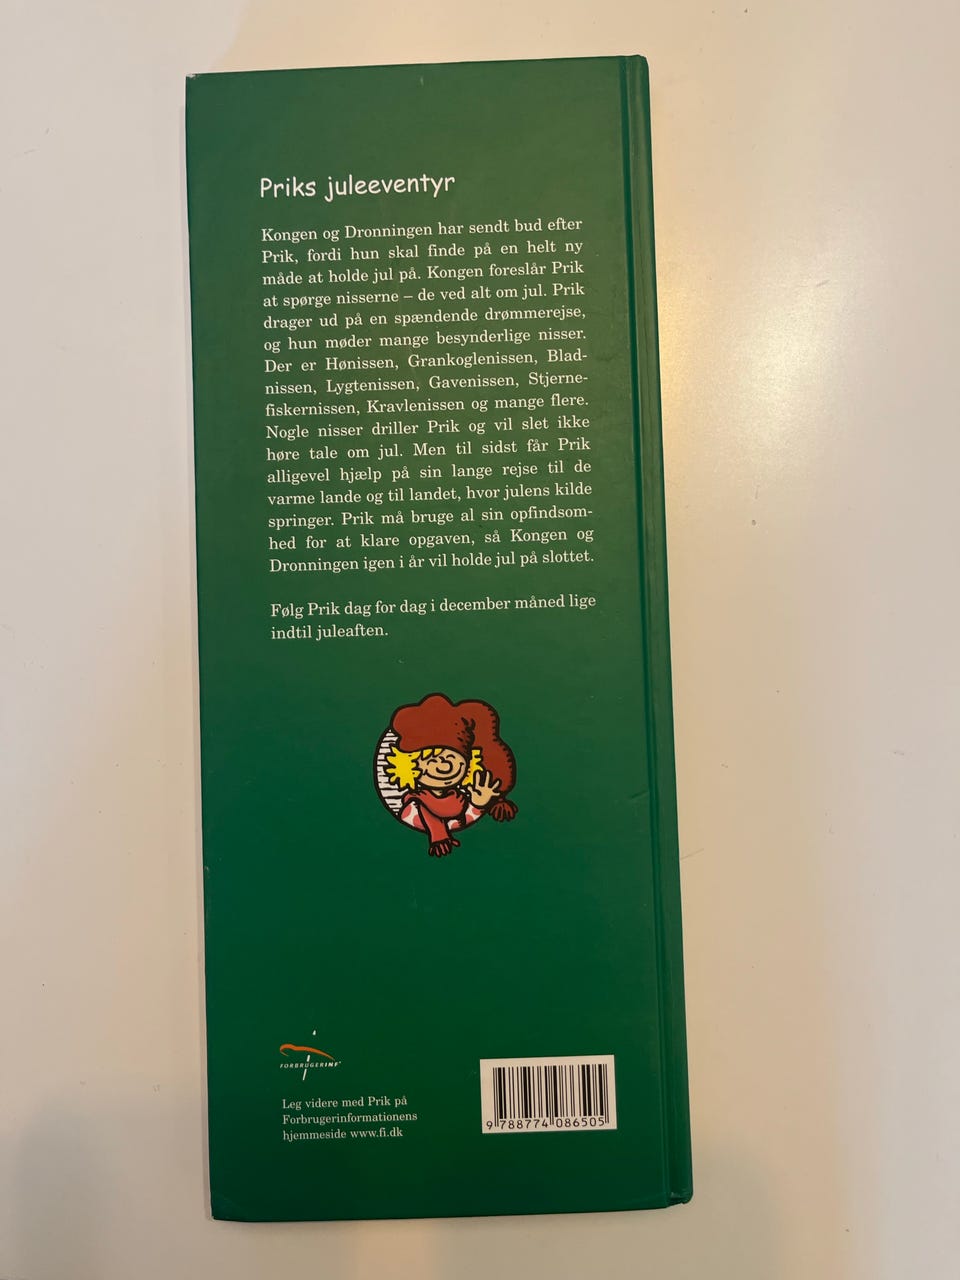 Priks juleeventyr
Kongen og Dronningen har sendt bud efter
Prik, fordi hun skal finde på en helt ny
måde at holde jul på. Kongen foreslår Prik
at spørge nisserne – de ved alt om jul. Prik
drager ud på en spændende drømmerejse,
og hun møder mange besynderlige nisser.
Der er Hønissen, Grankoglenissen, Blad-
nissen, Lygtenissen, Gavenissen, Stjerne-
fiskernissen, Kravlenissen og mange flere.
Nogle nisser driller Prik og vil slet ikke
høre tale om jul. Men til sidst får Prik
alligevel hjælp på sin lange rejse til de
varme lande og til landet, hvor julens kilde
springer. Prik må bruge al sin opfindsom-
hed for at klare opgaven, så Kongen og
Dronningen igen i år vil holde jul på slottet.
Følg Prik dag for dag i december måned lige
indtil juleaften.
FORBRUGERINF
Leg videre med Prik på
Forbrugerinformationens
hjemmeside www.fi.dk
9 788774 086505